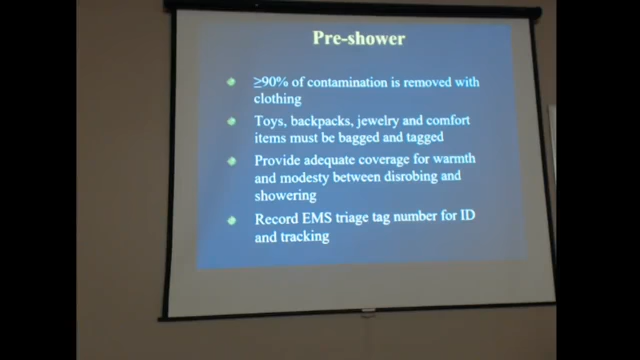 Pre-shower
≥90% of contamination is removed with
clothing
Toys, backpacks, jewelry and comfort
items must be bagged and tagged
Provide adequate coverage for warmth
and modesty between disrobing and
showering
Record EMS triage tag number for ID
and tracking